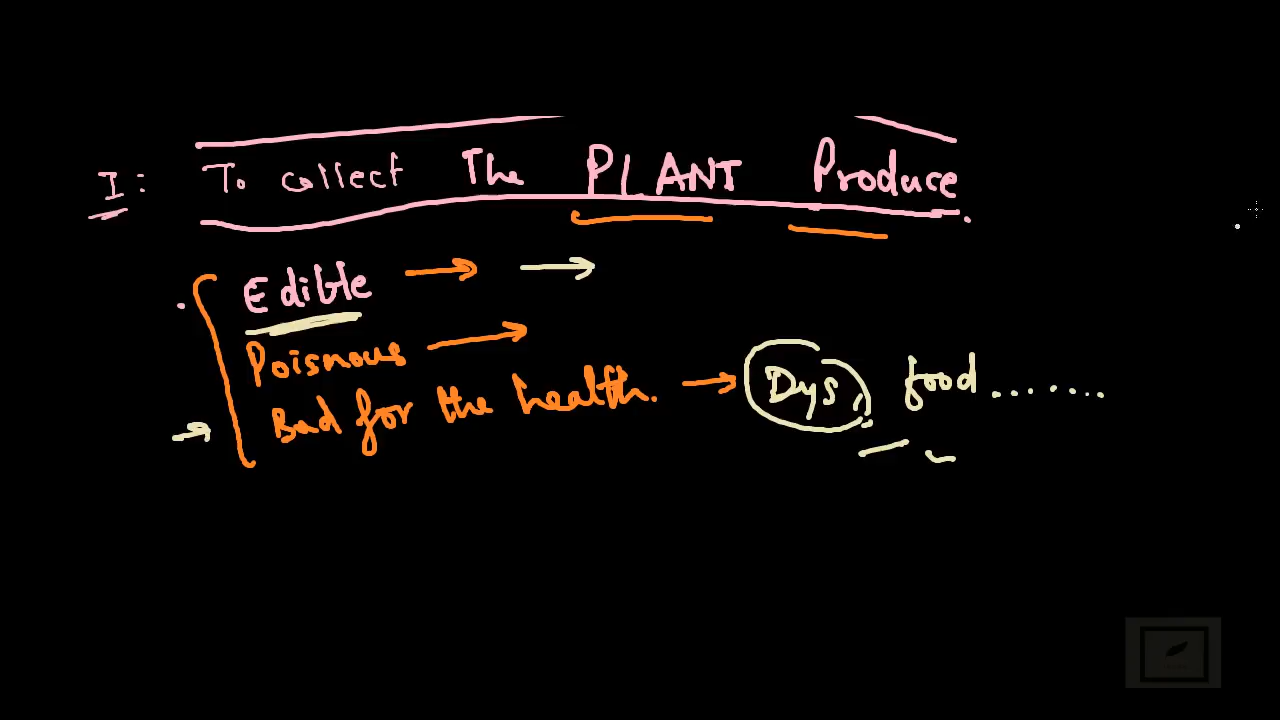 I: To collect The PLANT Produce
Edible
Poisnous
Bad for the health. Dys, food........